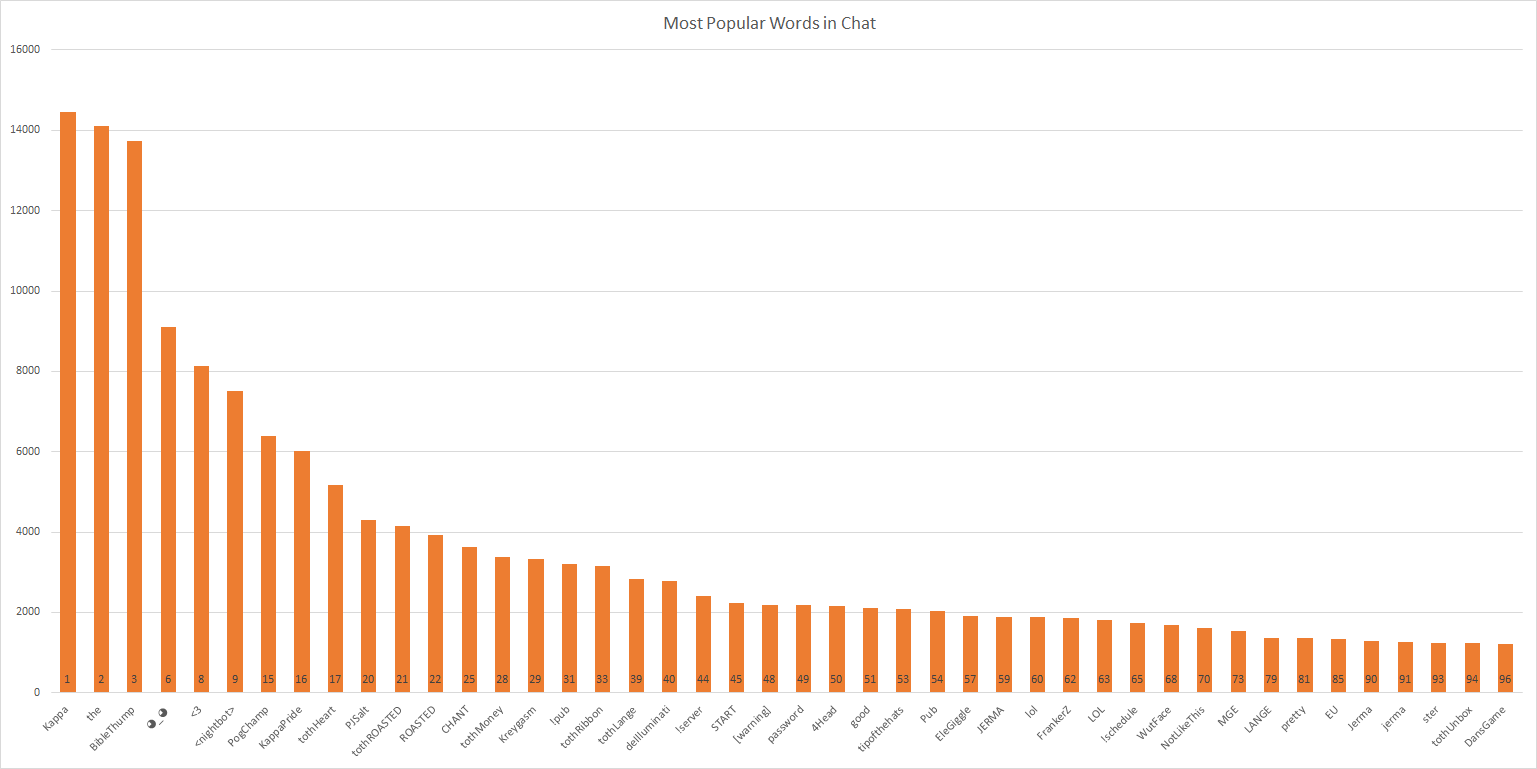 Most Popular Words in Chat
16000
14000
12000
10000
8000
6000
4000
2000
0
1 2 3 6 8 9 15 16 17 20 21 22 25 28 29 31 33 39 40 44 45 48 49 50 51 53 54 57 59 60 62 63 65 68 70 73 79 81 85 90 91 93 94 96
Kappa
the
BibleThump
◕_◕
<3
<nightbot>
PogChamp
KappaPride
tothHeart
PJSalt
tothROASTED
ROASTED
CHANT
tothMoney
Kreygasm
!pub
tothRibbon
tothLange
delIluminati
!server
START
[warning]
password
4Head
good
tipofthehats
Pub
EleGiggle
JERMA
lol
FrankerZ
LOL
!schedule
WutFace
NotLikeThis
MGE
LANGE
pretty
EU
Jerma
jerma
ster
tothUnbox
DansGame